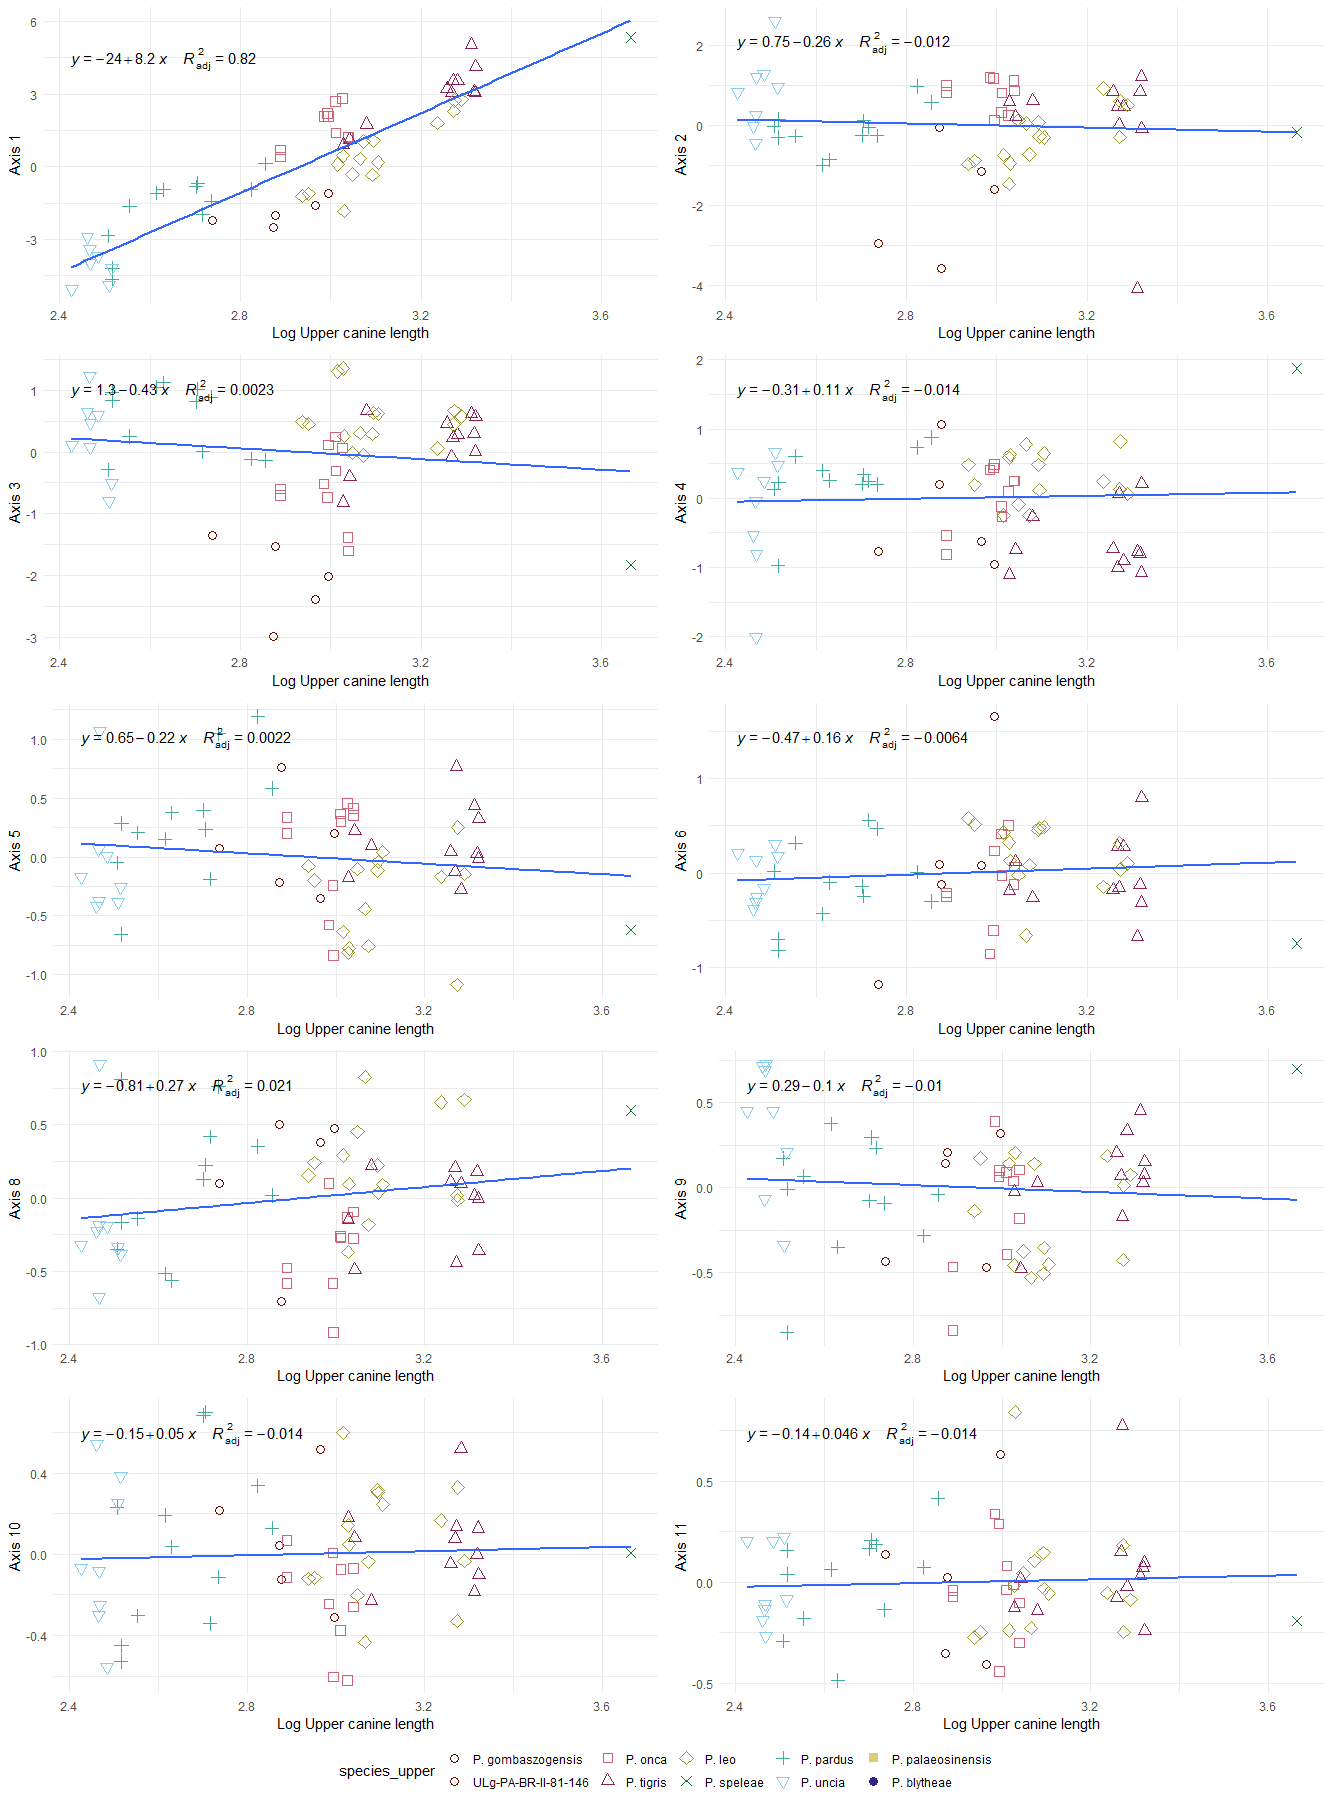 y = −24 + 8.2 x R²adj = 0.82
6
3
0
-3
Axis 1
2.4 2.8 3.2 3.6
Log Upper canine length
y = 0.75 − 0.26 x R²adj = −0.012
2
0
-2
-4
Axis 2
2.4 2.8 3.2 3.6
Log Upper canine length
y = 1.3 − 0.43 x R²adj = 0.0023
1
0
-1
-2
-3
Axis 3
2.4 2.8 3.2 3.6
Log Upper canine length
y = −0.31 + 0.11 x R²adj = −0.014
2
1
0
-1
-2
Axis 4
2.4 2.8 3.2 3.6
Log Upper canine length
y = 0.65 − 0.22 x R²adj = 0.0022
1.0
0.5
0.0
-0.5
-1.0
Axis 5
2.4 2.8 3.2 3.6
Log Upper canine length
y = −0.47 + 0.16 x R²adj = −0.0064
1
0
-1
Axis 6
2.4 2.8 3.2 3.6
Log Upper canine length
y = −0.81 + 0.27 x R²adj = 0.021
1.0
0.5
0.0
-0.5
-1.0
Axis 8
2.4 2.8 3.2 3.6
Log Upper canine length
y = 0.29 − 0.1 x R²adj = −0.01
0.5
0.0
-0.5
Axis 9
2.4 2.8 3.2 3.6
Log Upper canine length
y = −0.15 + 0.05 x R²adj = −0.014
0.4
0.0
-0.4
Axis 10
2.4 2.8 3.2 3.6
Log Upper canine length
y = −0.14 + 0.046 x R²adj = −0.014
0.5
0.0
-0.5
Axis 11
2.4 2.8 3.2 3.6
Log Upper canine length
species_upper
P. gombaszogensis P. onca P. leo P. pardus P. palaeosinensis
ULg-PA-BR-II-81-146 P. tigris P. speleae P. uncia P. blytheae